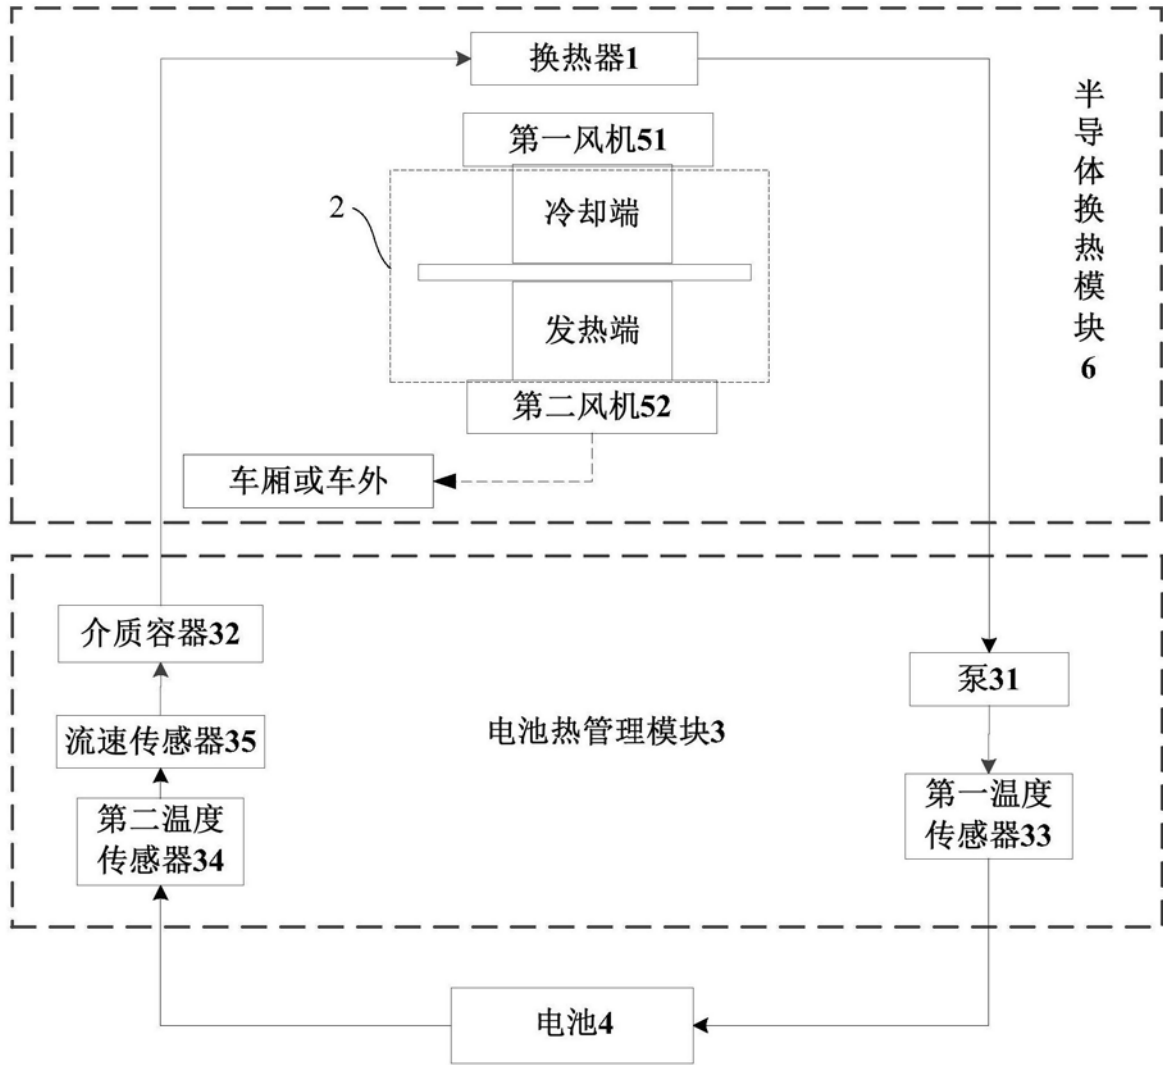 换热器1
第一风机51
2
冷却端
发热端
第二风机52
车厢或车外
半导体换热模块6
介质容器32
泵31
流速传感器35
电池热管理模块3
第一温度
传感器33
第二温度
传感器34
电池4